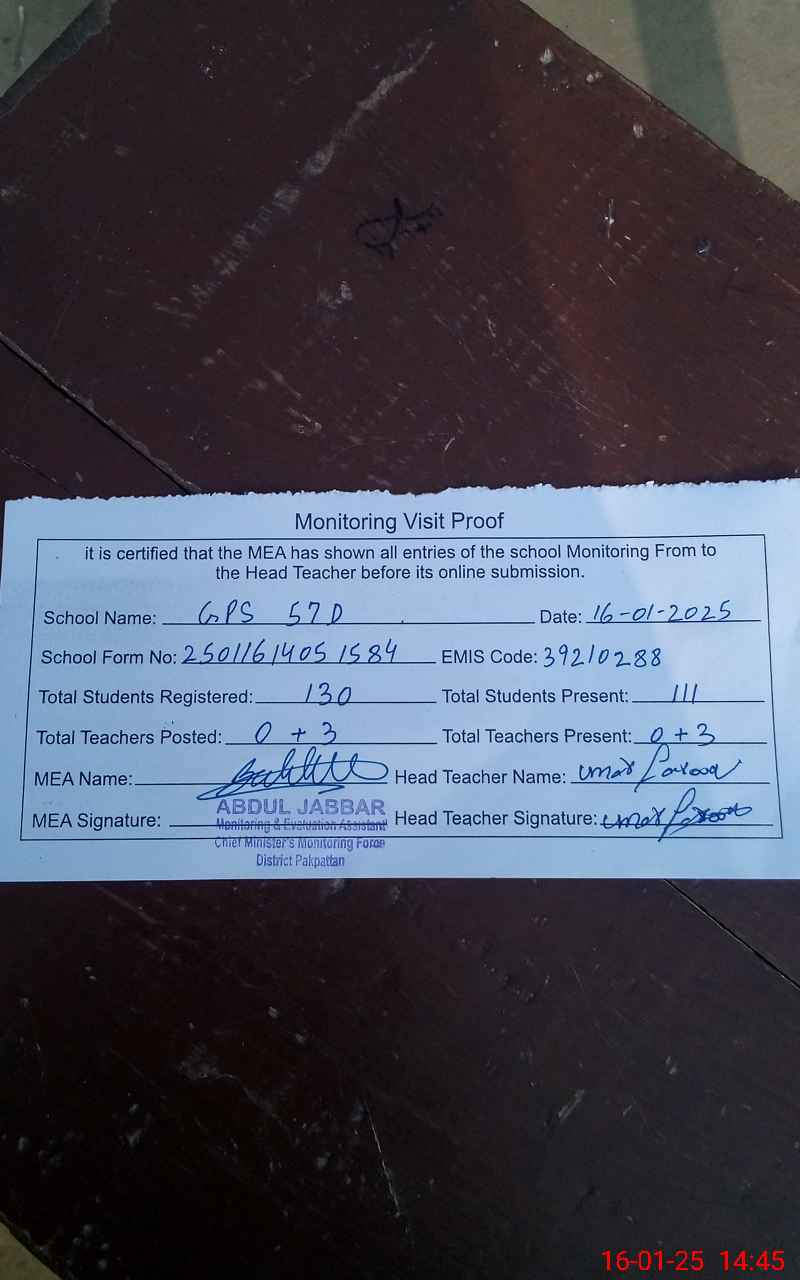 Monitoring Visit Proof
it is certified that the MEA has shown all entries of the school Monitoring From to
the Head Teacher before its online submission.
School Name: GPS 57D Date: 16-01-2025
School Form No: 25011614051584 EMIS Code: 39210288
Total Students Registered: 130 Total Students Present: 111
Total Teachers Posted: 0 + 3 Total Teachers Present: 0 + 3
MEA Name: Head Teacher Name: umar farooq
ABDUL JABBAR
MEA Signature: Head Teacher Signature: umar farooq
Monitoring & Evaluation Assistant
Chief Minister's Monitoring Force
District Pakpattan
16-01-25 14:45